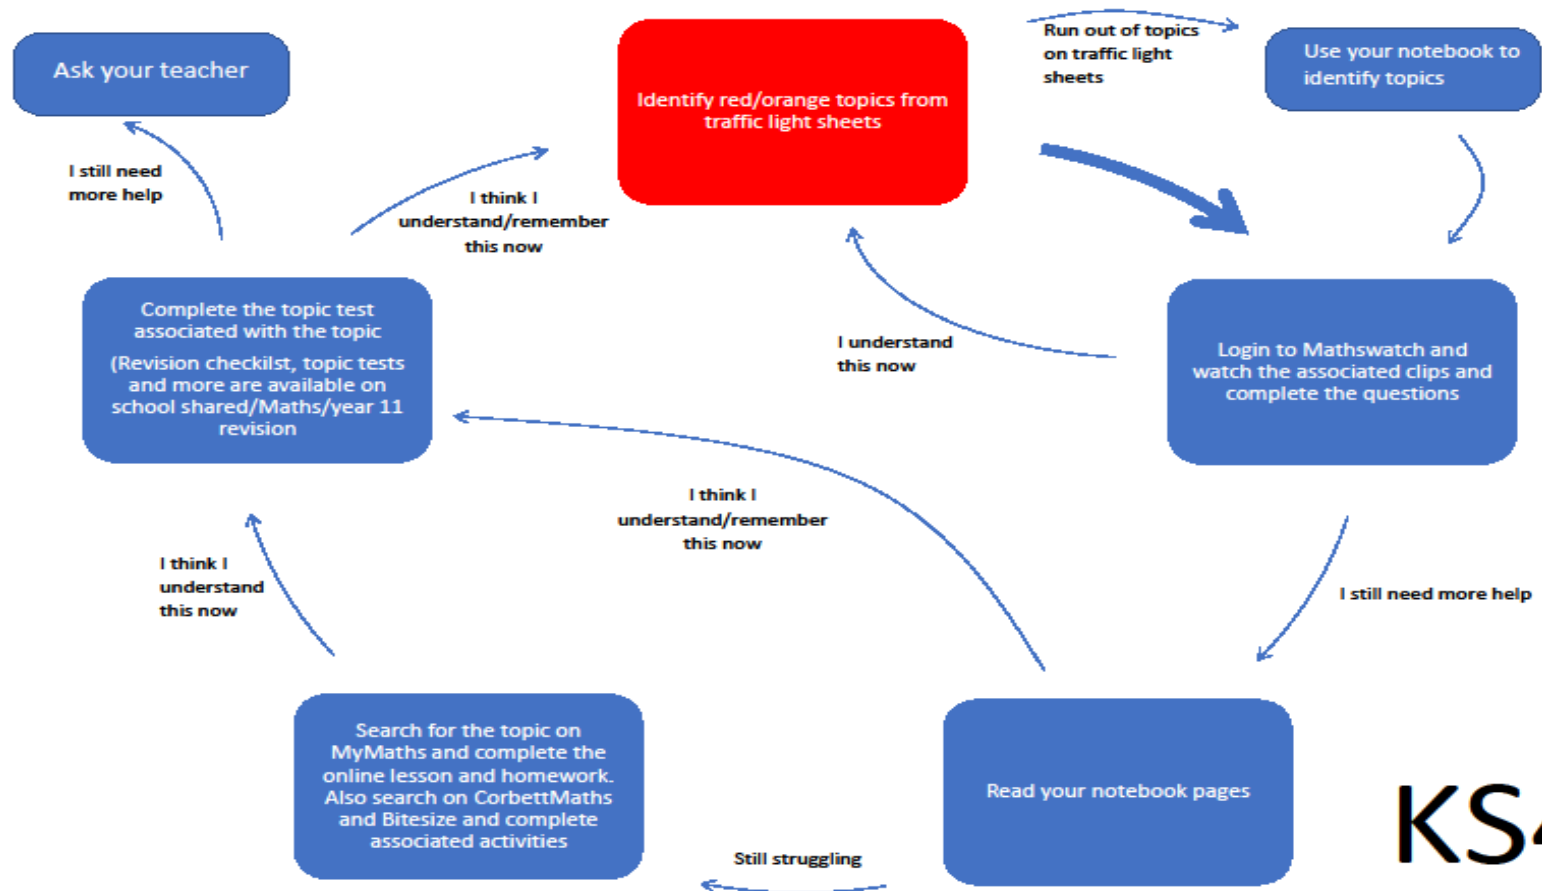 Ask your teacher
Identify red/orange topics from
traffic light sheets
Run out of topics
on traffic light
sheets
Use your notebook to
identify topics
I still need
more help
I think I
understand/remember
this now
Complete the topic test
associated with the topic
(Revision checkilst, topic tests
and more are available on
school shared/Maths/year 11
revision
I understand
this now
Login to Mathswatch and
watch the associated clips and
complete the questions
I think I
understand/remember
this now
I think I
understand
this now
I still need more help
Search for the topic on
MyMaths and complete the
online lesson and homework.
Also search on CorbettMaths
and Bitesize and complete
associated activities
Read your notebook pages
Still struggling
KS4